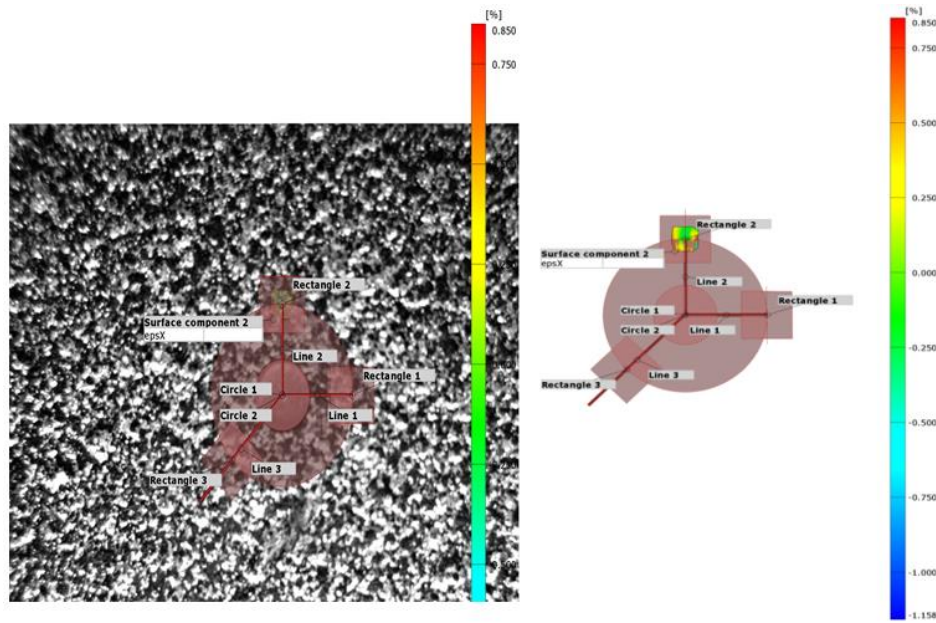 [%]
0.850
0.750
Rectangle 2
Surface component 2
epsX
Line 2
Rectangle 1
Circle 1
Circle 2
Line 1
Line 3
Rectangle 3
[%]
0.850
0.750
0.500
0.250
0.000
-0.250
-0.500
-0.750
-1.000
-1.158
Rectangle 2
Surface component 2
epsX
Line 2
Rectangle 1
Circle 1
Circle 2
Line 1
Line 3
Rectangle 3